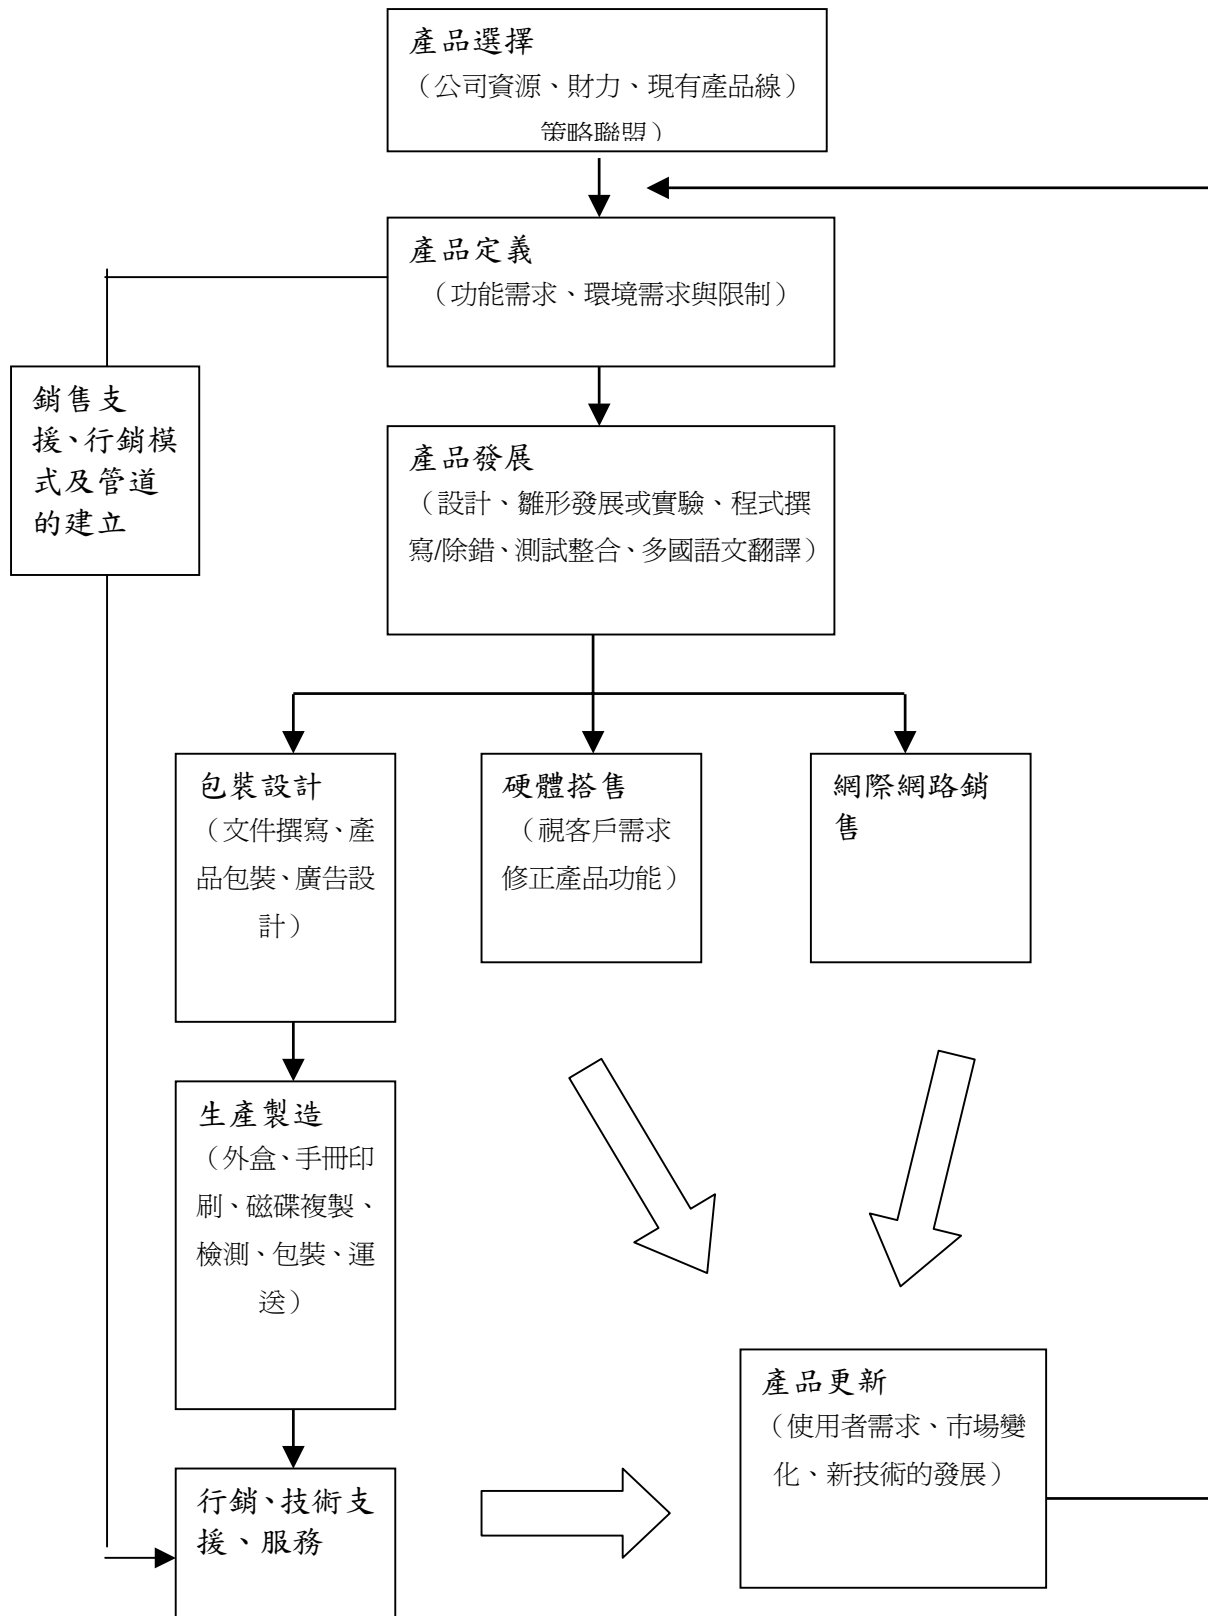 產品選擇
（公司資源、財力、現有產品線）
策略聯盟）
產品定義
（功能需求、環境需求與限制）
銷售支
援、行銷模
式及管道
的建立
產品發展
（設計、雛形發展或實驗、程式撰
寫/除錯、測試整合、多國語文翻譯）
包裝設計
（文件撰寫、產
品包裝、廣告設
計）
硬體搭售
（視客戶需求
修正產品功能）
網際網路銷
售
生產製造
（外盒、手冊印
刷、磁碟複製、
檢測、包裝、運
送）
產品更新
（使用者需求、市場變
化、新技術的發展）
行銷、技術支
援、服務